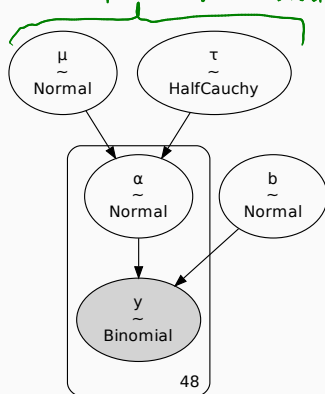 μ
~
Normal
τ
~
HalfCauchy
α
~
Normal
b
~
Normal
y
~
Binomial
48